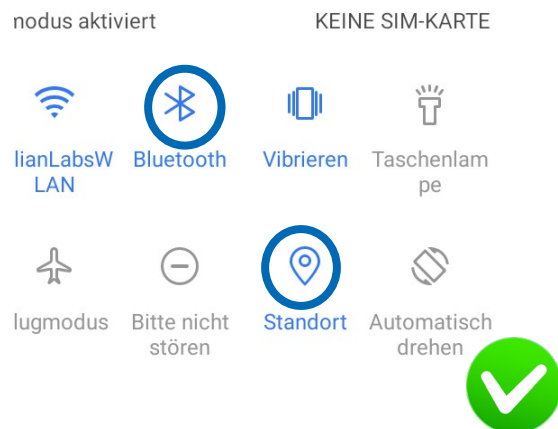 nodus aktiviert KEINE SIM-KARTE
lianLabsW Bluetooth Vibrieren Taschenlam
LAN pe
lugmodus Bitte nicht Standort Automatisch
stören drehen